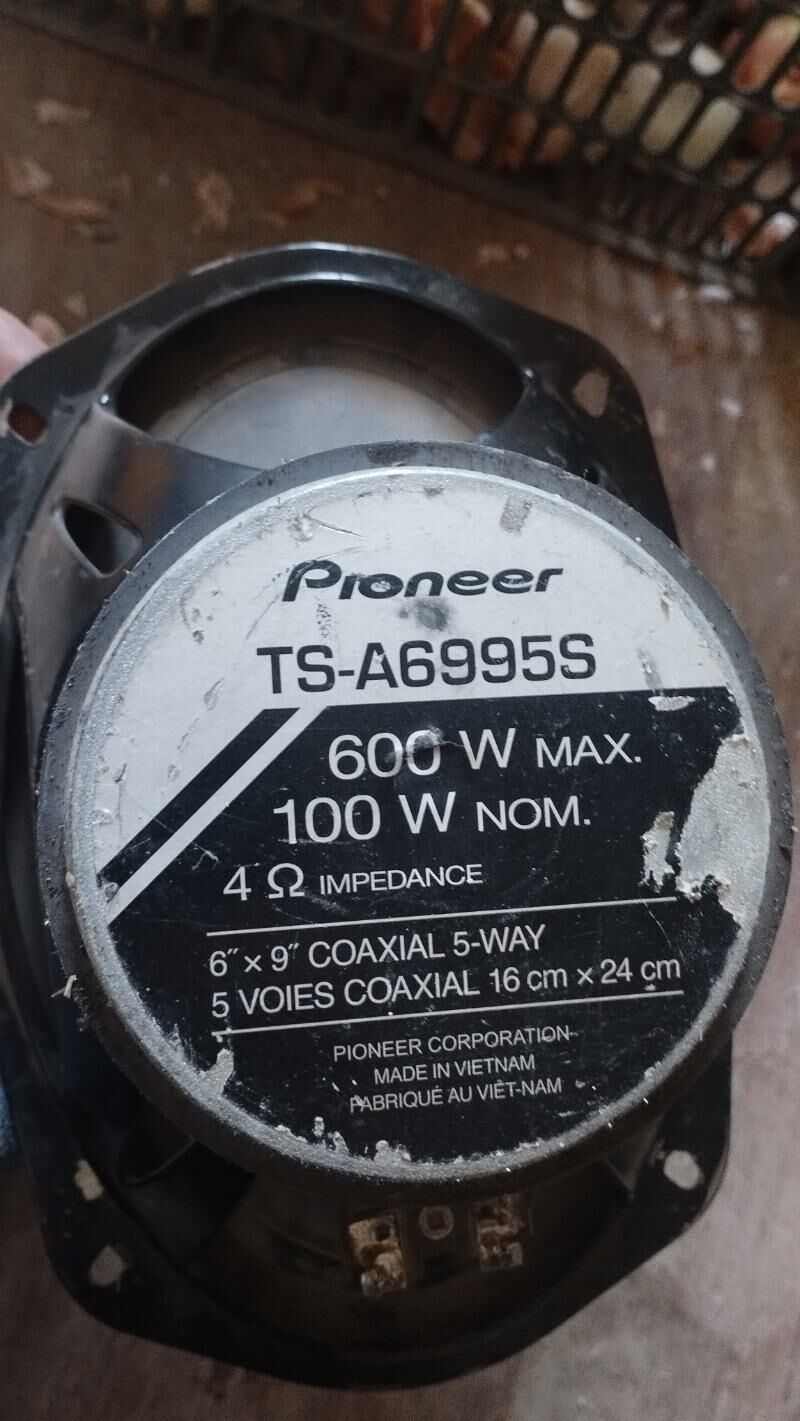 Pioneer
TS-A6995S
600 W MAX.
100 W NOM.
4 Ω IMPEDANCE
6″ x 9″ COAXIAL 5-WAY
5 VOIES COAXIAL 16 cm x 24 cm
PIONEER CORPORATION
MADE IN VIETNAM
FABRIQUÉ AU VIÊT-NAM